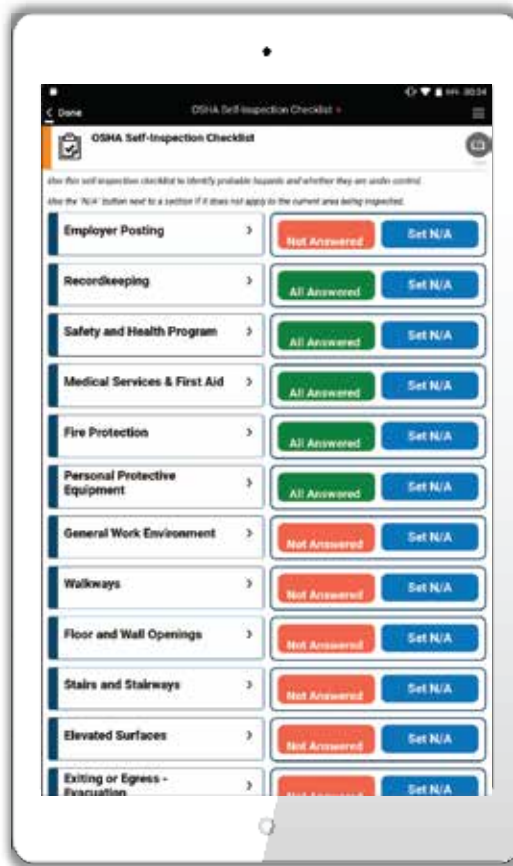 00:34
Done
OSHA Self-Inspection Checklist
OSHA Self-Inspection Checklist
Use this self inspection checklist to identify probable hazards and whether they are under control.
Use the 'N/A' button next to a section if it does not apply to the current area being inspected.
Employer Posting
Not Answered
Set N/A
Recordkeeping
All Answered
Set N/A
Safety and Health Program
All Answered
Set N/A
Medical Services & First Aid
All Answered
Set N/A
Fire Protection
All Answered
Set N/A
Personal Protective
Equipment
All Answered
Set N/A
General Work Environment
Not Answered
Set N/A
Walkways
Not Answered
Set N/A
Floor and Wall Openings
Not Answered
Set N/A
Stairs and Stairways
Not Answered
Set N/A
Elevated Surfaces
Not Answered
Set N/A
Exiting or Egress -
Evacuation
Not Answered
Set N/A